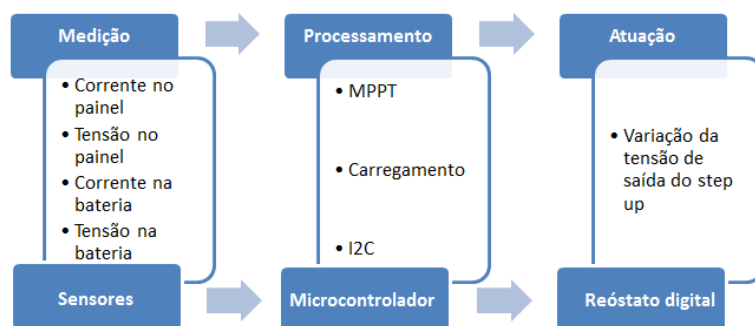 Medição
• Corrente no
painel
• Tensão no
painel
• Corrente na
bateria
• Tensão na
bateria
Sensores
Processamento
• MPPT
• Carregamento
• I2C
Microcontrolador
Atuação
• Variação da
tensão de
saída do step
up
Reóstato digital